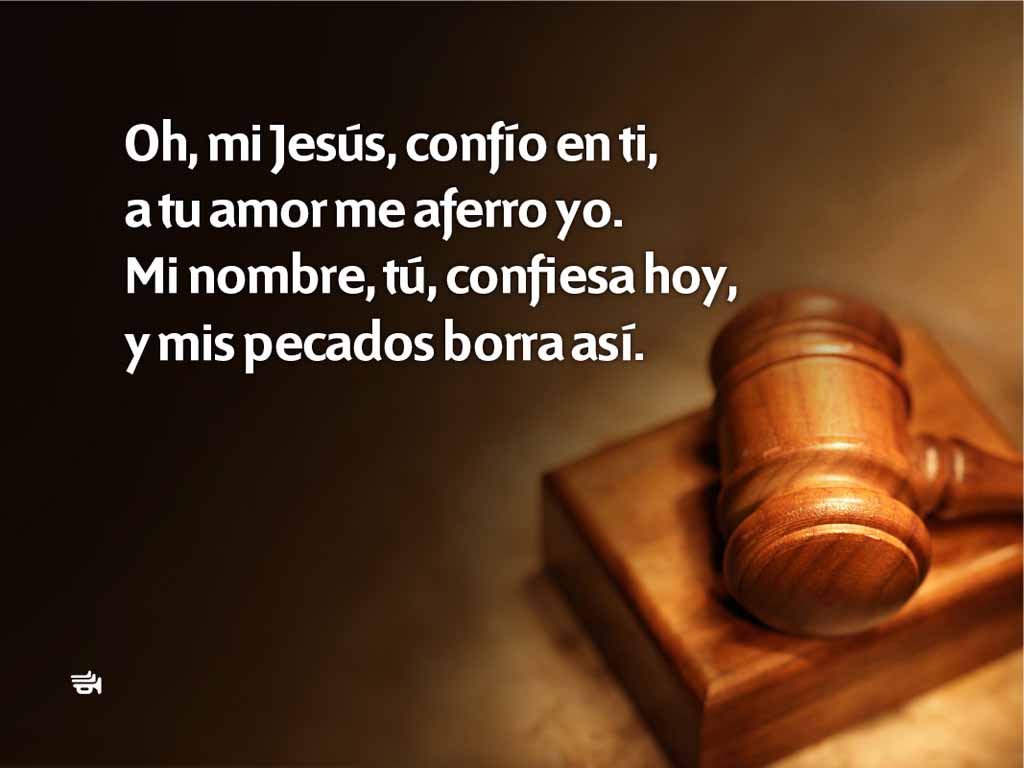 Oh, mi Jesús, confío en ti,
a tu amor me aferro yo.
Mi nombre, tú, confiesa hoy,
y mis pecados borra así.